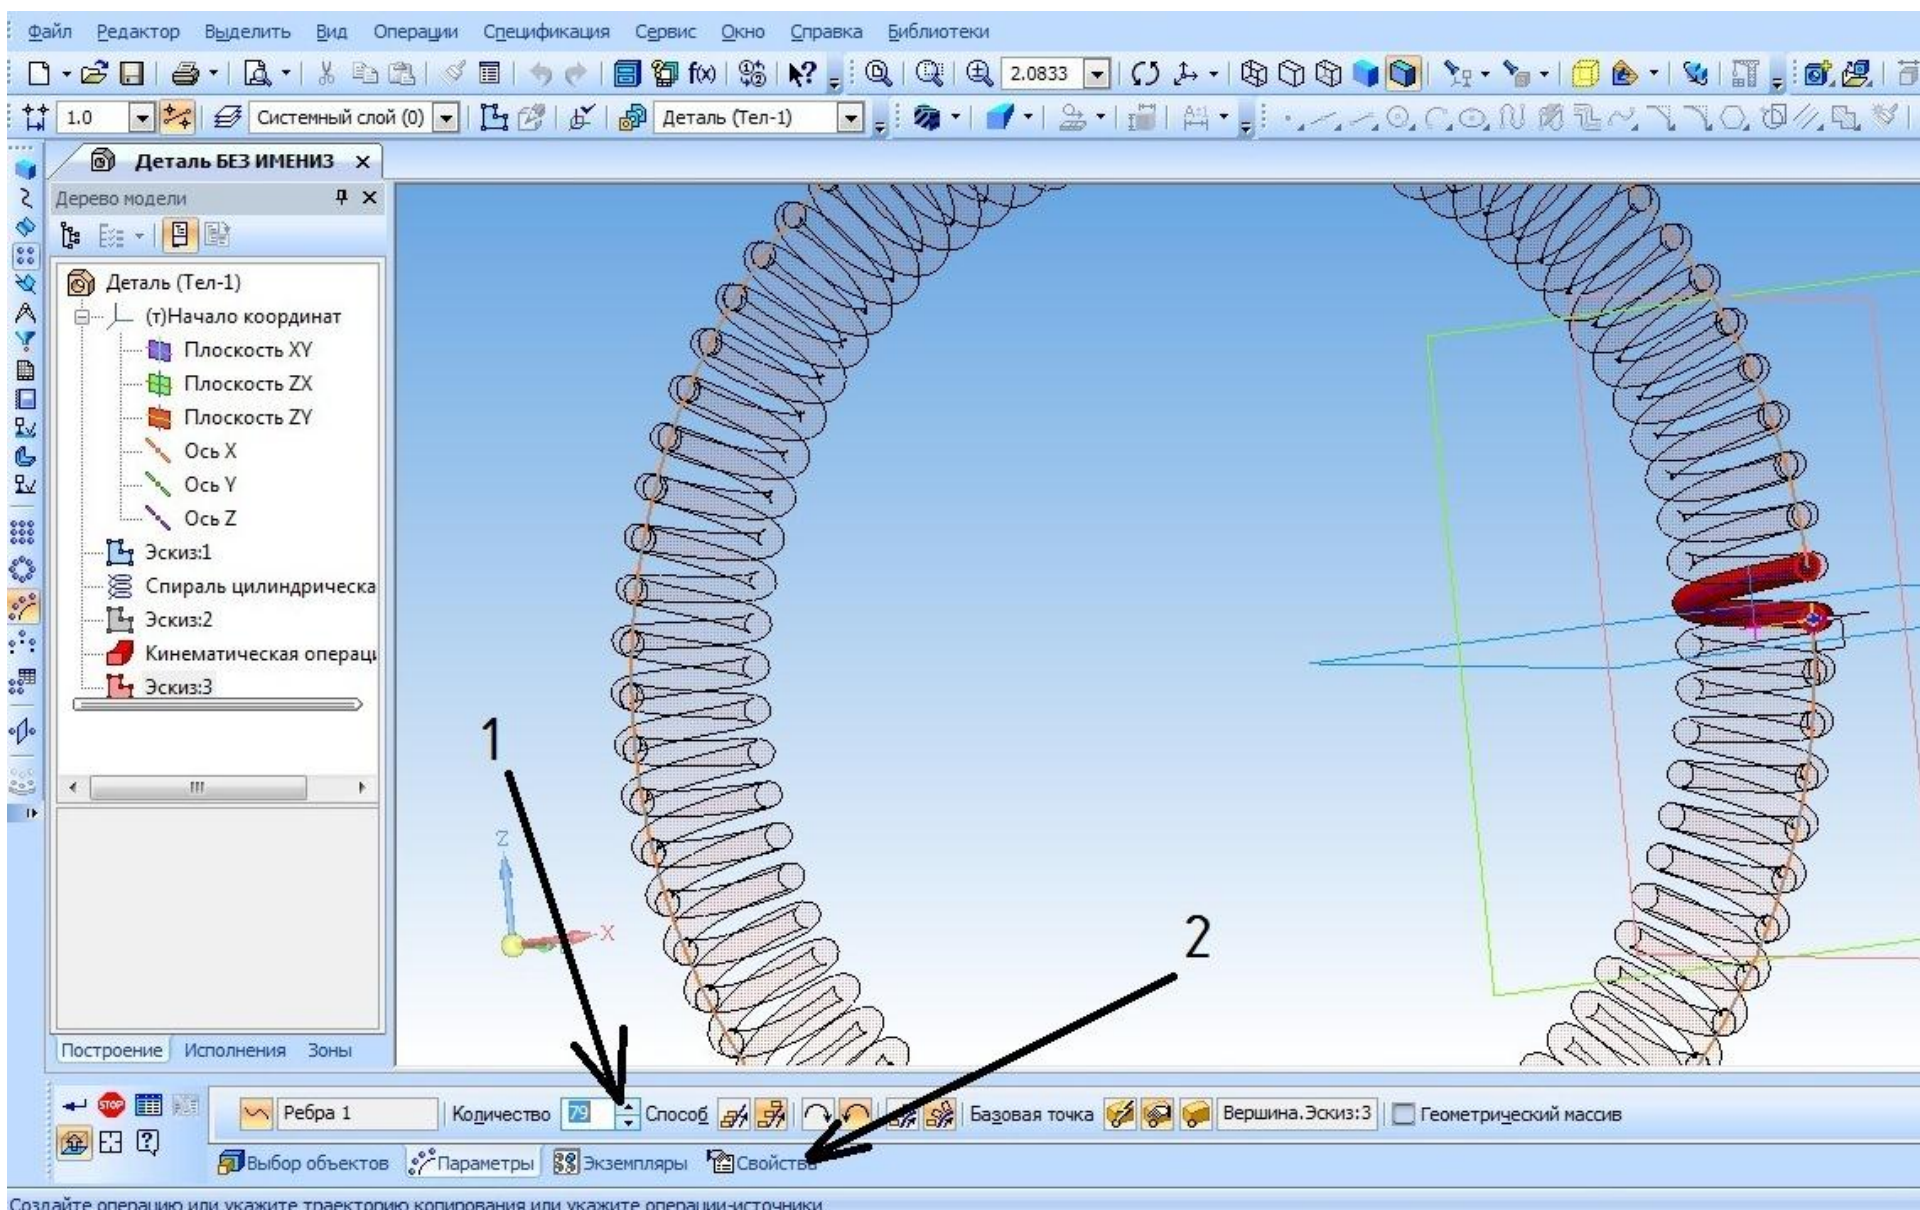 Файл Редактор Выделить Вид Операции Спецификация Сервис Окно Справка Библиотеки
f(x) 2.0833
1.0 Системный слой (0) Деталь (Тел-1)
Деталь БЕЗ ИМЕНИ3
Дерево модели
Деталь (Тел-1)
(т)Начало координат
Плоскость XY
Плоскость ZX
Плоскость ZY
Ось X
Ось Y
Ось Z
Эскиз:1
Спираль цилиндрическа
Эскиз:2
Кинематическая операци
Эскиз:3
1
Z
X
2
Построение Исполнения Зоны
STOP Ребра 1 Количество 79 Способ Базовая точка Вершина.Эскиз:3 Геометрический массив
Выбор объектов Параметры Экземпляры Свойства
Создайте операцию или укажите траекторию копирования или укажите операции-источники